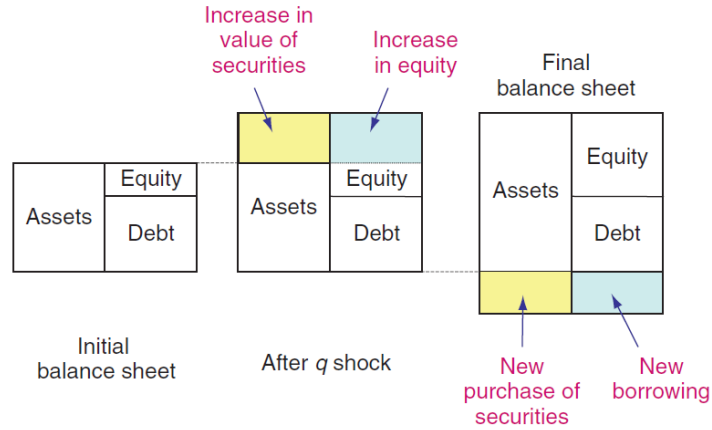 Increase in
value of
securities
Increase
in equity
Final
balance sheet
Assets
Equity
Debt
Assets
Equity
Debt
Assets
Equity
Debt
Initial
balance sheet
After q shock
New
purchase of
securities
New
borrowing